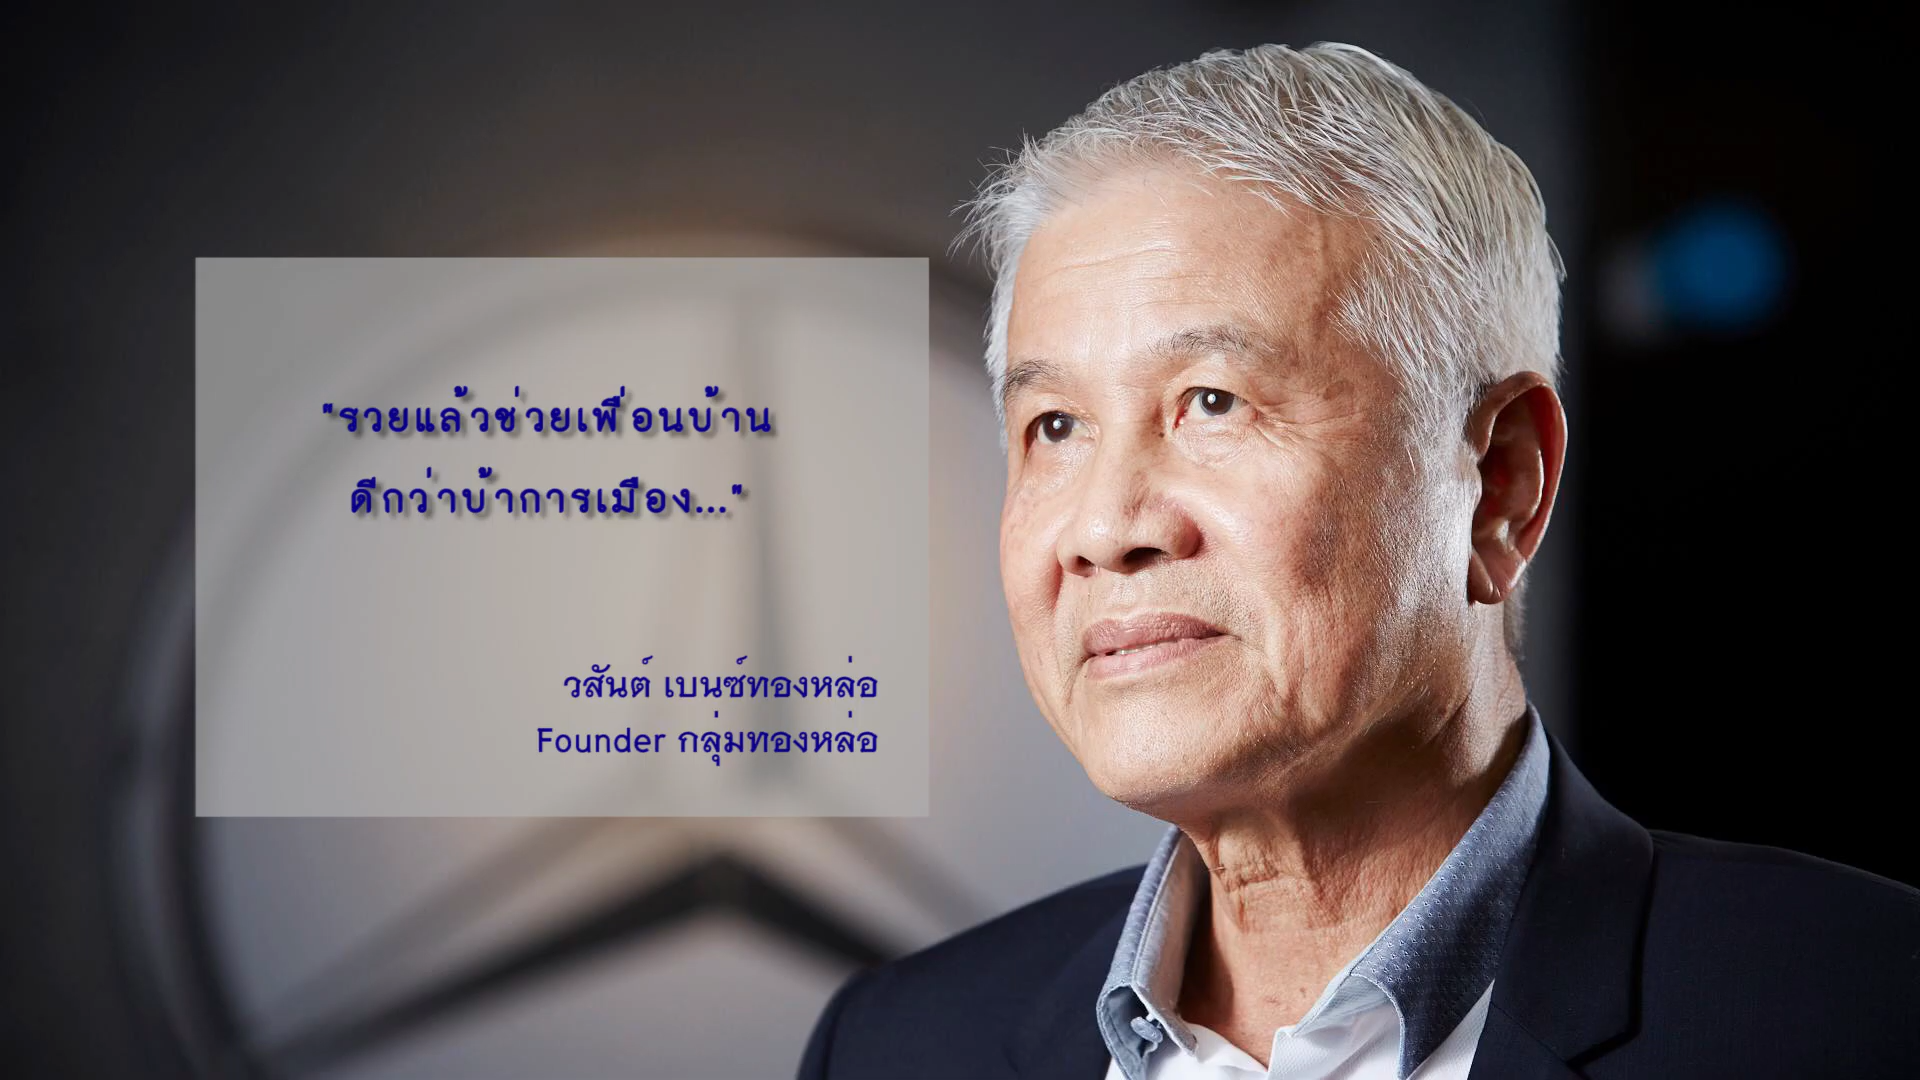 "รวยแล้วช่วยเพื่อนบ้าน
ดีกว่าบ้าการเมือง..."
วสันต์ เบนซ์ทองหล่อ
Founder กลุ่มทองหล่อ